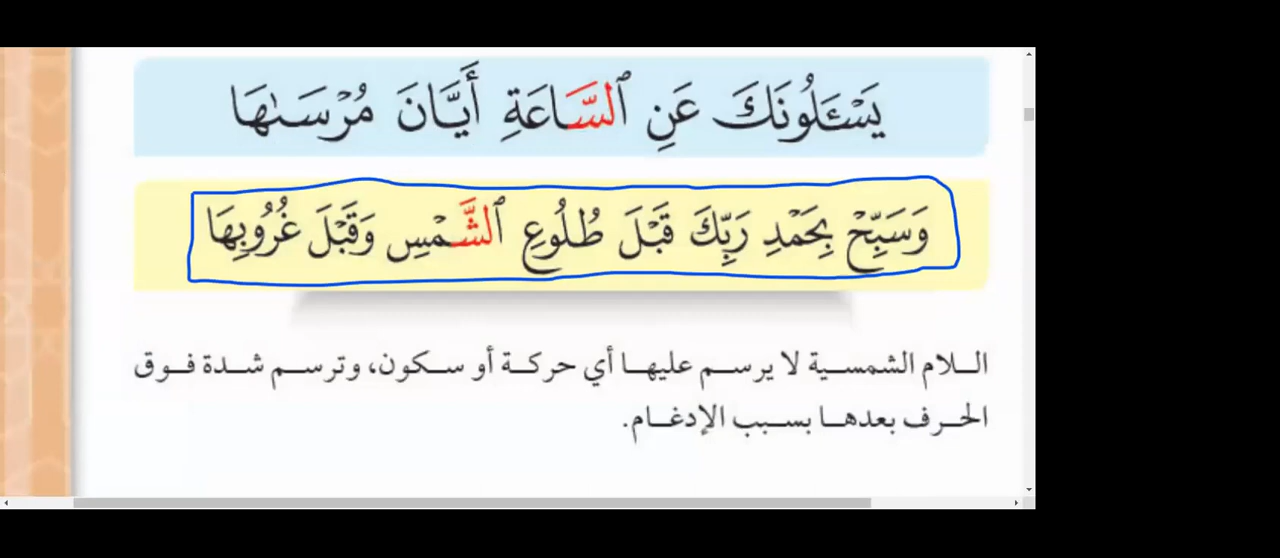 يَسْـَٔلُونَكَ عَنِ ٱلسَّاعَةِ أَيَّانَ مُرْسَىٰهَا
وَسَبِّحْ بِحَمْدِ رَبِّكَ قَبْلَ طُلُوعِ ٱلشَّمْسِ وَقَبْلَ غُرُوبِهَا
اللام الشمسية لا يرسم عليها أي حركة أو سكون، وترسم شدة فوق
الحرف بعدها بسبب الإدغام.